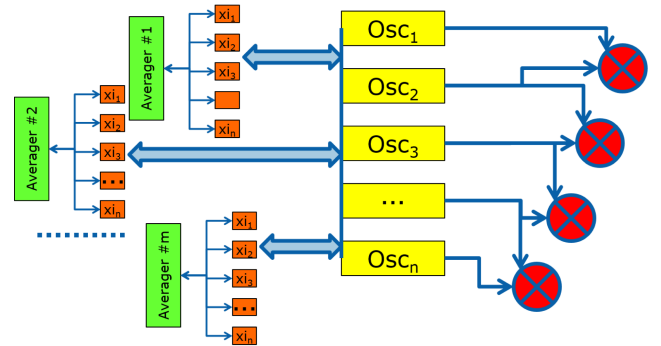 Averager #1
xi1
xi2
xi3
xin
Averager #2
xi1
xi2
xi3
...
xin
Averager #m
xi1
xi2
xi3
...
xin
Osc1
Osc2
Osc3
...
Oscn